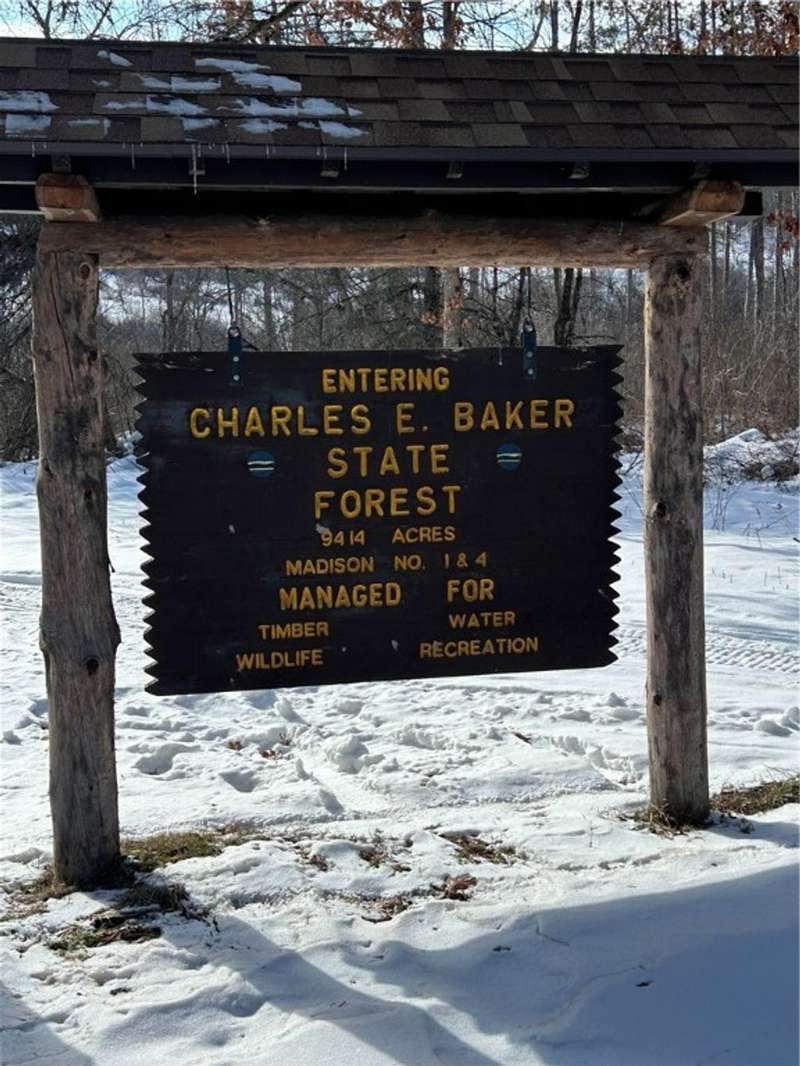 ENTERING
CHARLES E. BAKER
STATE
FOREST
9414 ACRES
MADISON NO. 1 & 4
MANAGED FOR
TIMBER WATER
WILDLIFE RECREATION